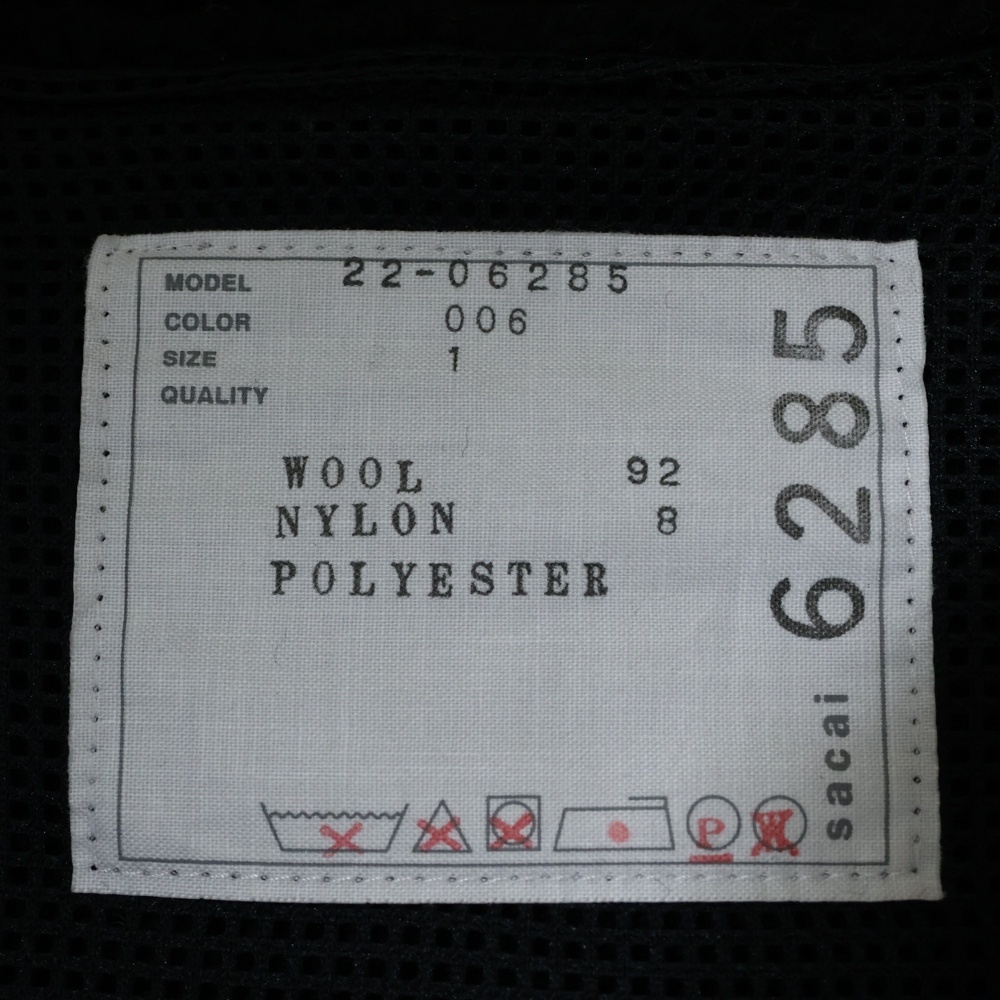 MODEL 22-06285
COLOR 006
SIZE 1
QUALITY
WOOL 92
NYLON 8
POLYESTER
P
W
sacai 6285